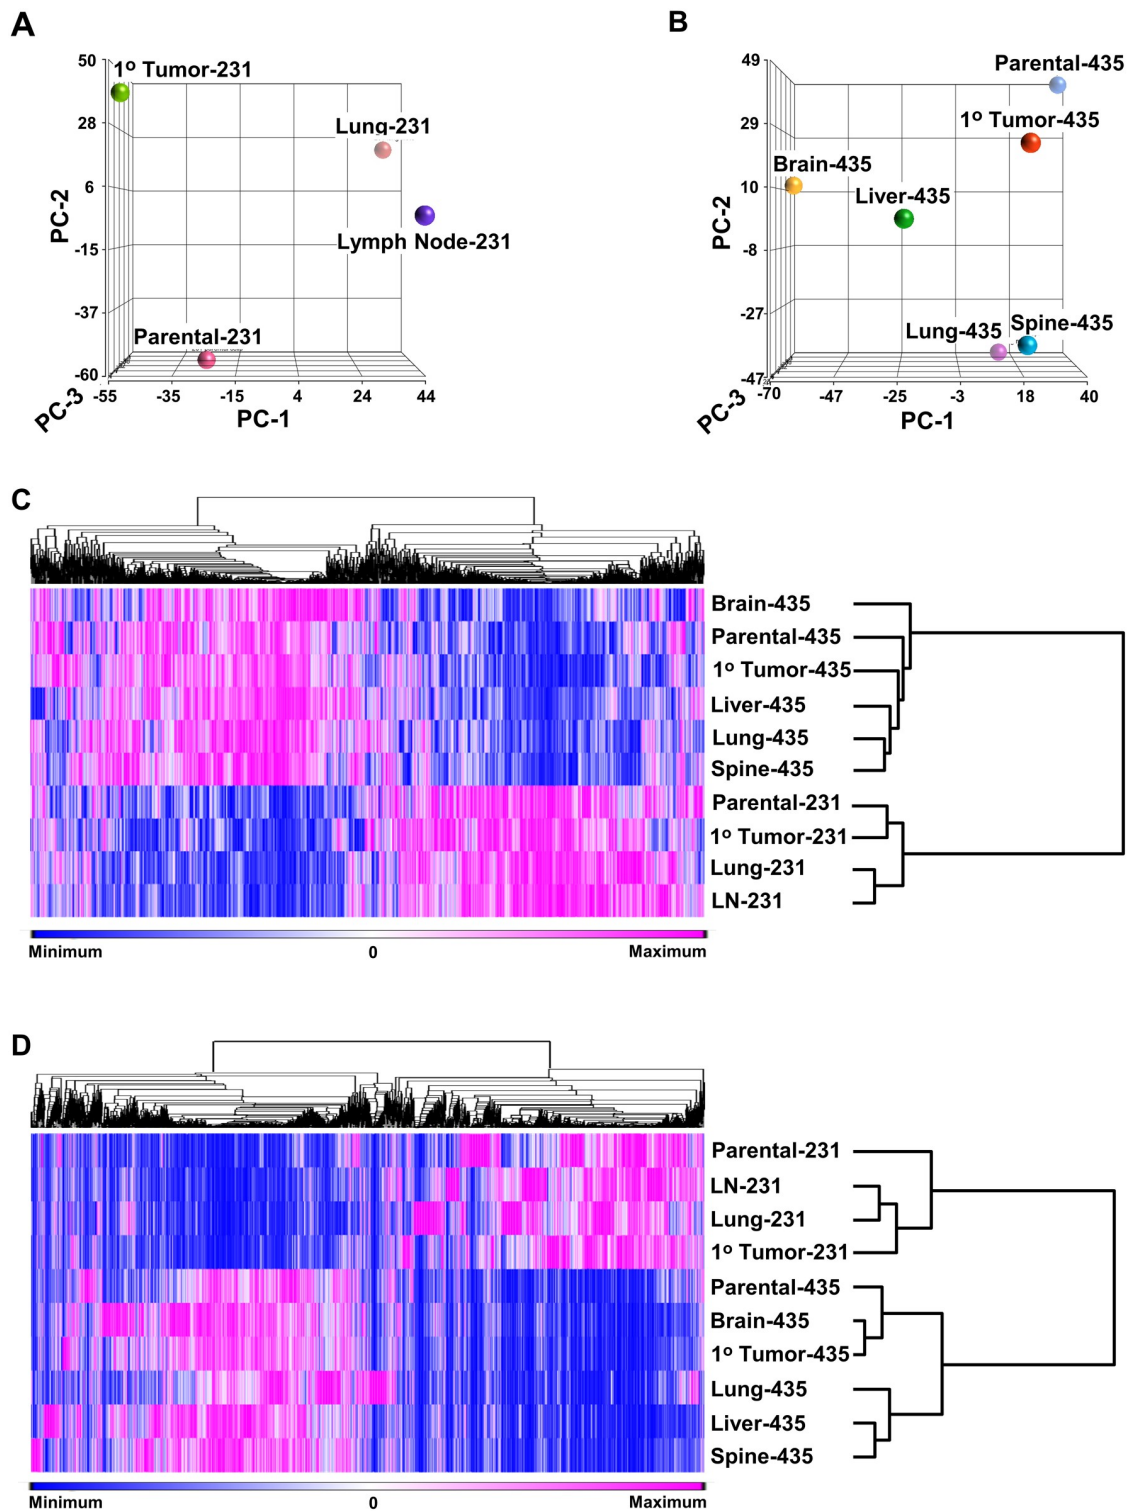 A
50
1º Tumor-231
28
Lung-231
6
PC-2
Lymph Node-231
-15
-37
Parental-231
-60
-55 -35 -15 4 24 44
PC-3
PC-1
B
49
Parental-435
29
1º Tumor-435
Brain-435
10
Liver-435
PC-2
-8
-27
Lung-435
Spine-435
-47
-70 -47 -25 -3 18 40
PC-3
PC-1
C
Brain-435
Parental-435
1º Tumor-435
Liver-435
Lung-435
Spine-435
Parental-231
1º Tumor-231
Lung-231
LN-231
Minimum 0 Maximum
D
Parental-231
LN-231
Lung-231
1º Tumor-231
Parental-435
Brain-435
1º Tumor-435
Lung-435
Liver-435
Spine-435
Minimum 0 Maximum